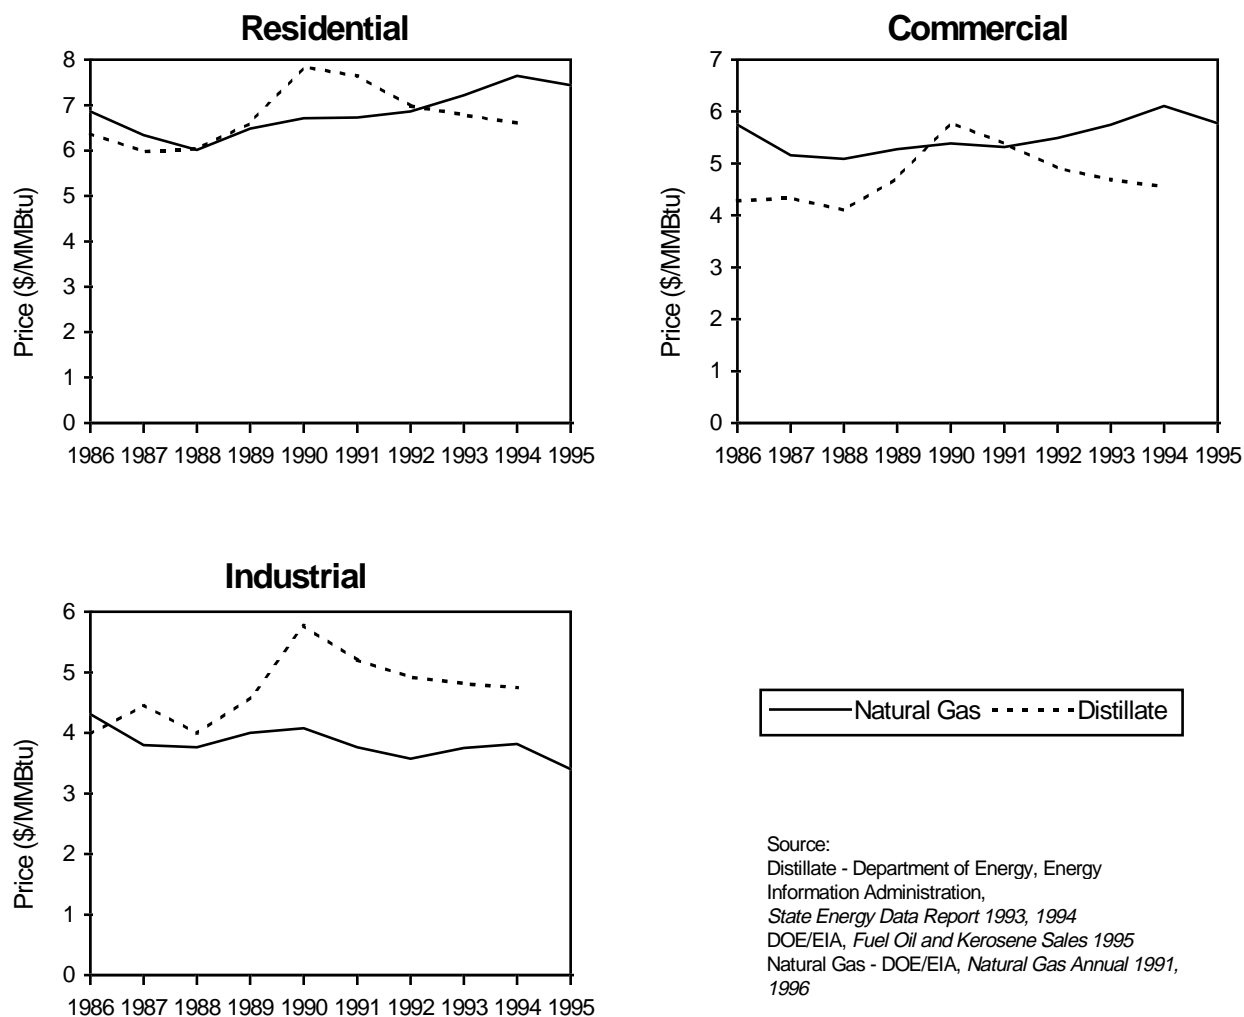 Residential
8
7
6
5
4
3
2
1
0
Price ($/MMBtu)
1986 1987 1988 1989 1990 1991 1992 1993 1994 1995
Commercial
7
6
5
4
3
2
1
0
Price ($/MMBtu)
1986 1987 1988 1989 1990 1991 1992 1993 1994 1995
Industrial
6
5
4
3
2
1
0
Price ($/MMBtu)
1986 1987 1988 1989 1990 1991 1992 1993 1994 1995
Natural Gas Distillate
Source:
Distillate - Department of Energy, Energy
Information Administration,
State Energy Data Report 1993, 1994
DOE/EIA, Fuel Oil and Kerosene Sales 1995
Natural Gas - DOE/EIA, Natural Gas Annual 1991,
1996